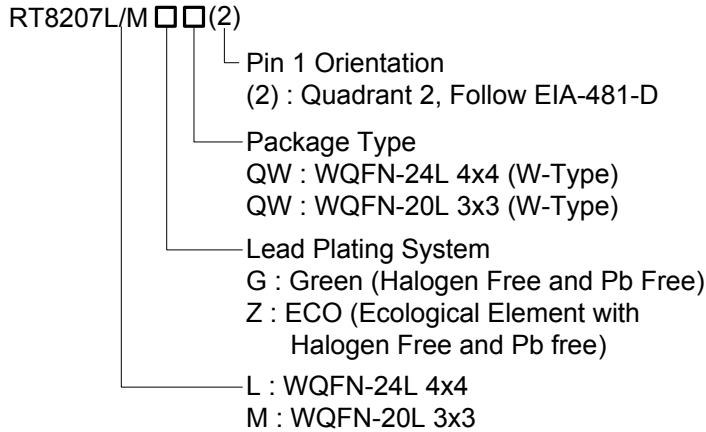 RT8207L/M □ □ (2)
Pin 1 Orientation
(2) : Quadrant 2, Follow EIA-481-D
Package Type
QW : WQFN-24L 4x4 (W-Type)
QW : WQFN-20L 3x3 (W-Type)
Lead Plating System
G : Green (Halogen Free and Pb Free)
Z : ECO (Ecological Element with
Halogen Free and Pb free)
L : WQFN-24L 4x4
M : WQFN-20L 3x3